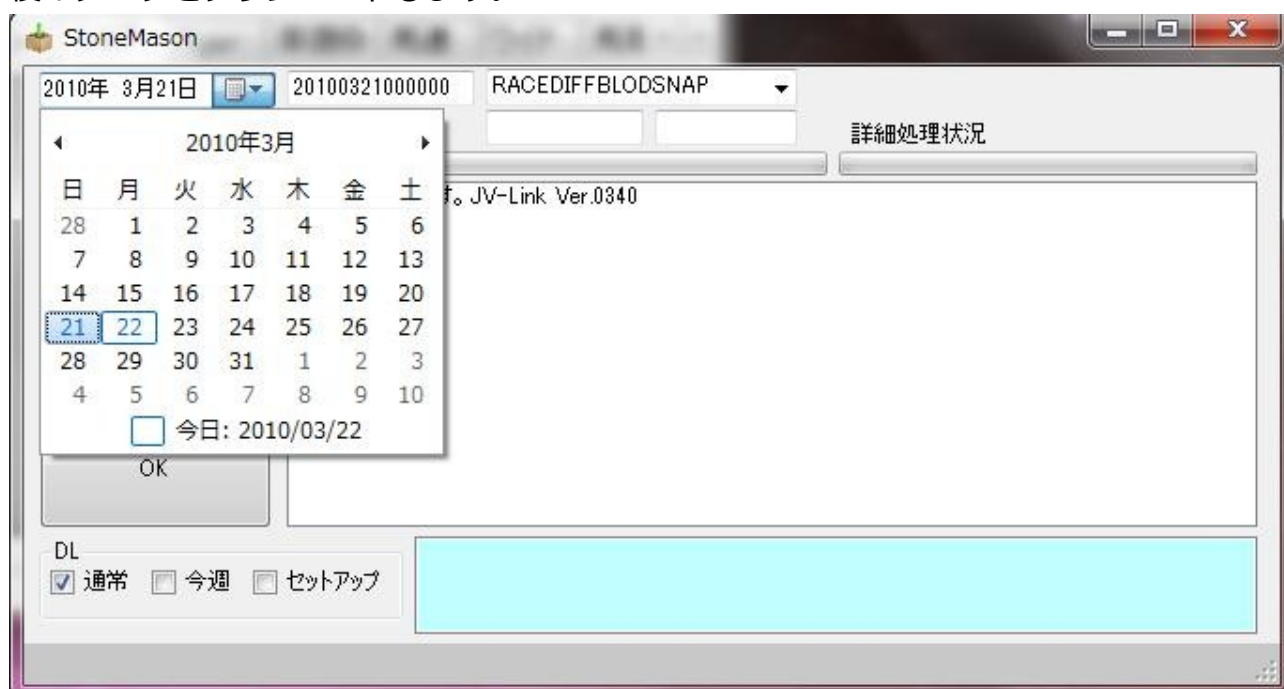 StoneMason
2010年 3月21日 20100321000000 RACEDIFFBLODSNAP
2010年3月
詳細処理状況
日 月 火 水 木 金 土
す。JV-Link Ver.0340
28 1 2 3 4 5 6
7 8 9 10 11 12 13
14 15 16 17 18 19 20
21 22 23 24 25 26 27
28 29 30 31 1 2 3
4 5 6 7 8 9 10
今日: 2010/03/22
OK
DL
通常 今週 セットアップ